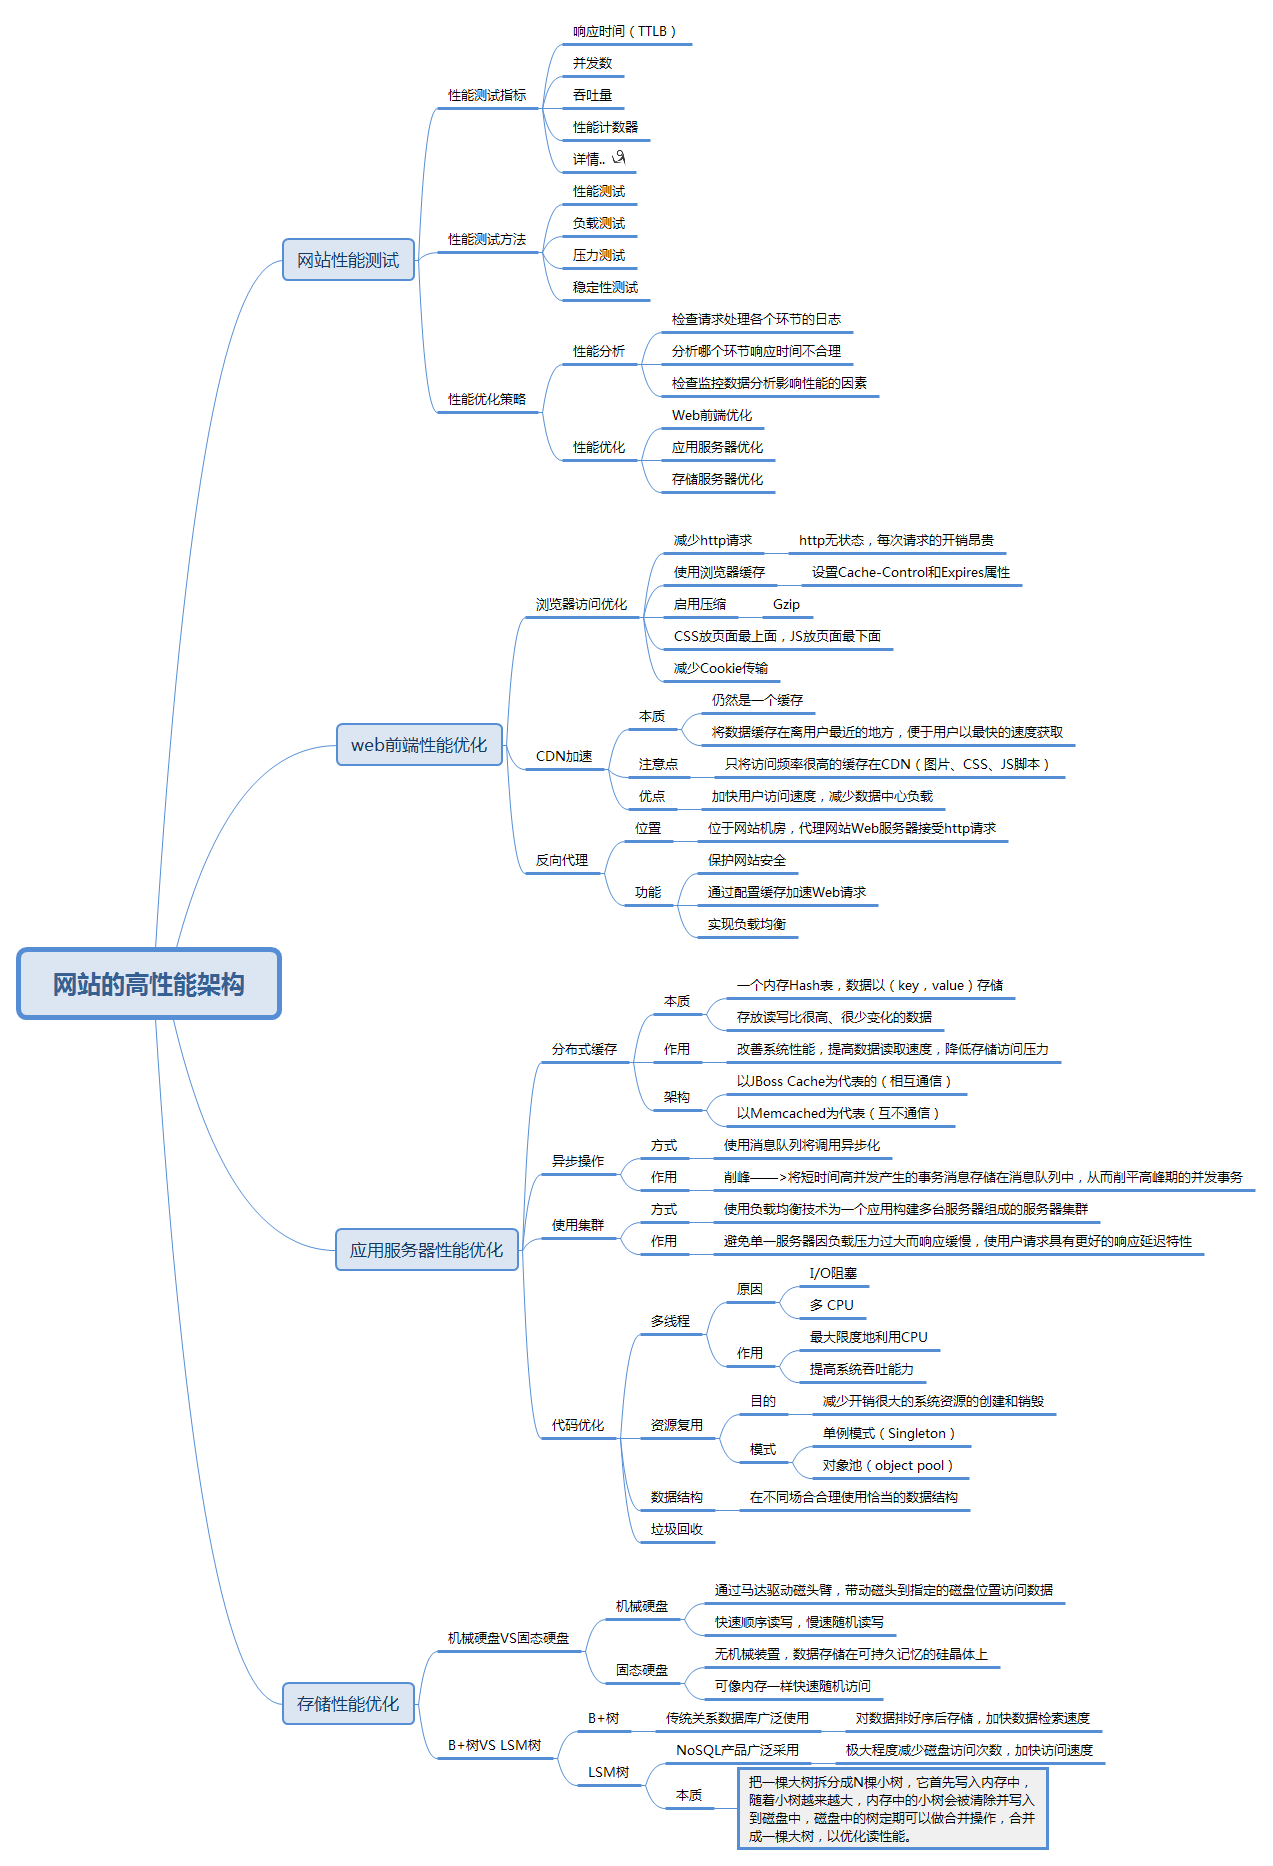 网站的高性能架构
网站性能测试
性能测试指标
响应时间（TTLB）
并发数
吞吐量
性能计数器
详情..
性能测试方法
性能测试
负载测试
压力测试
稳定性测试
性能优化策略
性能分析
检查请求处理各个环节的日志
分析哪个环节响应时间不合理
检查监控数据分析影响性能的因素
性能优化
Web前端优化
应用服务器优化
存储服务器优化
web前端性能优化
浏览器访问优化
减少http请求
http无状态，每次请求的开销昂贵
使用浏览器缓存
设置Cache-Control和Expires属性
启用压缩
Gzip
CSS放页面最上面，JS放页面最下面
减少Cookie传输
CDN加速
本质
仍然是一个缓存
将数据缓存在离用户最近的地方，便于用户以最快的速度获取
注意点
只将访问频率很高的缓存在CDN（图片、CSS、JS脚本）
优点
加快用户访问速度，减少数据中心负载
反向代理
位置
位于网站机房，代理网站Web服务器接受http请求
功能
保护网站安全
通过配置缓存加速Web请求
实现负载均衡
应用服务器性能优化
分布式缓存
本质
一个内存Hash表，数据以（key，value）存储
存放读写比很高、很少变化的数据
作用
改善系统性能，提高数据读取速度，降低存储访问压力
架构
以JBoss Cache为代表的（相互通信）
以Memcached为代表（互不通信）
异步操作
方式
使用消息队列将调用异步化
作用
削峰——>将短时间高并发产生的事务消息存储在消息队列中，从而削平高峰期的并发事务
使用集群
方式
使用负载均衡技术为一个应用构建多台服务器组成的服务器集群
作用
避免单一服务器因负载压力过大而响应缓慢，使用户请求具有更好的响应延迟特性
代码优化
多线程
原因
I/O阻塞
多 CPU
作用
最大限度地利用CPU
提高系统吞吐能力
资源复用
目的
减少开销很大的系统资源的创建和销毁
模式
单例模式（Singleton）
对象池（object pool）
数据结构
在不同场合合理使用恰当的数据结构
垃圾回收
存储性能优化
机械硬盘VS固态硬盘
机械硬盘
通过马达驱动磁头臂，带动磁头到指定的磁盘位置访问数据
快速顺序读写，慢速随机读写
固态硬盘
无机械装置，数据存储在可持久记忆的硅晶体上
可像内存一样快速随机访问
B+树VS LSM树
B+树
传统关系数据库广泛使用
对数据排好序后存储，加快数据检索速度
LSM树
NoSQL产品广泛采用
极大程度减少磁盘访问次数，加快访问速度
本质
把一棵大树拆分成N棵小树，它首先写入内存中，
随着小树越来越大，内存中的小树会被清除并写入
到磁盘中，磁盘中的树定期可以做合并操作，合并
成一棵大树，以优化读性能。